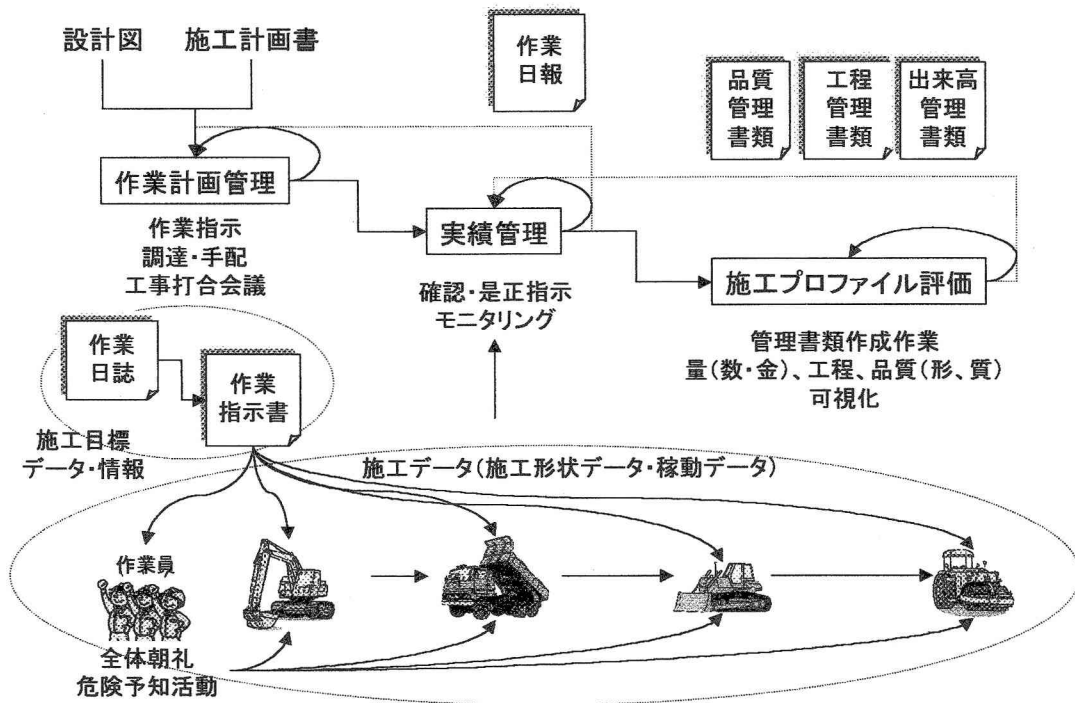 設計図
施工計画書
作業
日報
品質
管理
書類
工程
管理
書類
出来高
管理
書類
作業計画管理
作業指示
調達・手配
工事打合会議
実績管理
確認・是正指示
モニタリング
施工プロファイル評価
管理書類作成作業
量(数・金)、工程、品質(形、質)
可視化
作業
日誌
作業
指示書
施工目標
データ・情報
施工データ(施工形状データ・稼動データ)
作業員
全体朝礼
危険予知活動